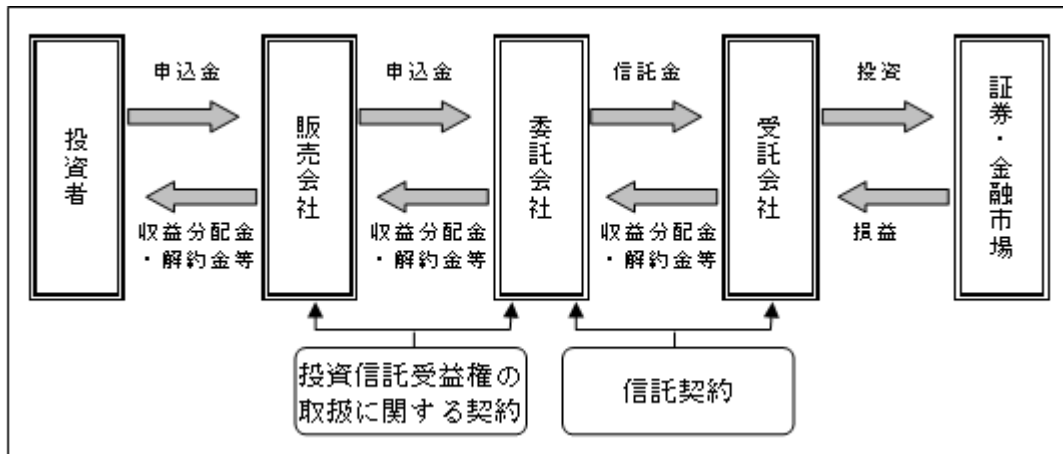 申込金
申込金
信託金
投資
投資者
販売会社
委託会社
受託会社
証券・金融市場
収益分配金
・解約金等
収益分配金
・解約金等
収益分配金
・解約金等
損益
投資信託受益権の
取扱に関する契約
信託契約